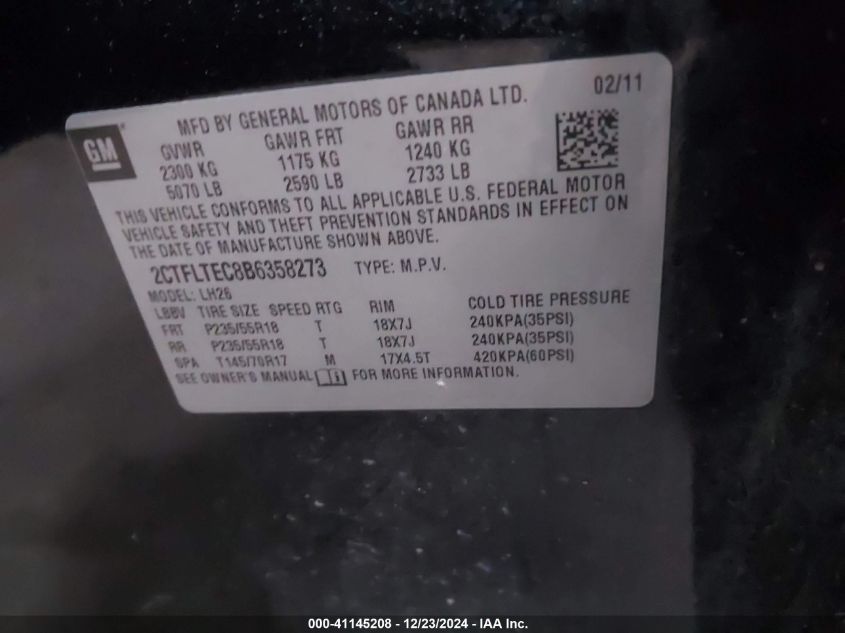 02/11
GM
MFD BY GENERAL MOTORS OF CANADA LTD.
GVWR GAWR FRT GAWR RR
2300 KG 1175 KG 1240 KG
5070 LB 2590 LB 2733 LB
THIS VEHICLE CONFORMS TO ALL APPLICABLE U.S. FEDERAL MOTOR
VEHICLE SAFETY AND THEFT PREVENTION STANDARDS IN EFFECT ON
THE DATE OF MANUFACTURE SHOWN ABOVE.
2CTFLTEC8B6358273 TYPE: M.P.V.
MODEL: LH26
LBBV TIRE SIZE SPEED RTG RIM COLD TIRE PRESSURE
FRT P235/55R18 T 18X7J 240KPA(35PSI)
RR P235/55R18 T 18X7J 240KPA(35PSI)
SPA T145/70R17 M 17X4.5T 420KPA(60PSI)
SEE OWNER'S MANUAL FOR MORE INFORMATION.
000-41145208 - 12/23/2024 - IAA Inc.